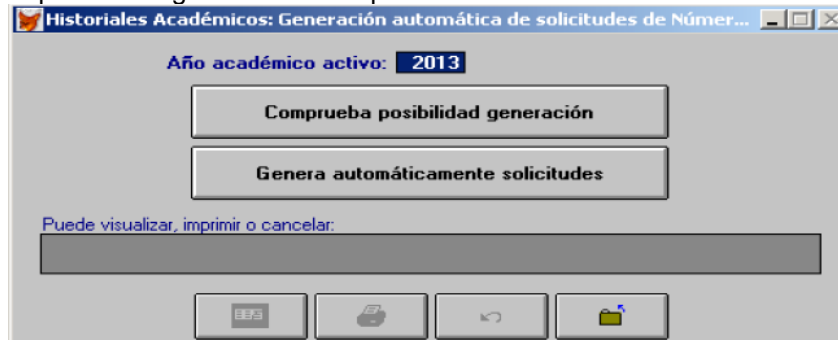 Historiales Académicos: Generación automática de solicitudes de Númer...
Año académico activo: 2013
Comprueba posibilidad generación
Genera automáticamente solicitudes
Puede visualizar, imprimir o cancelar: